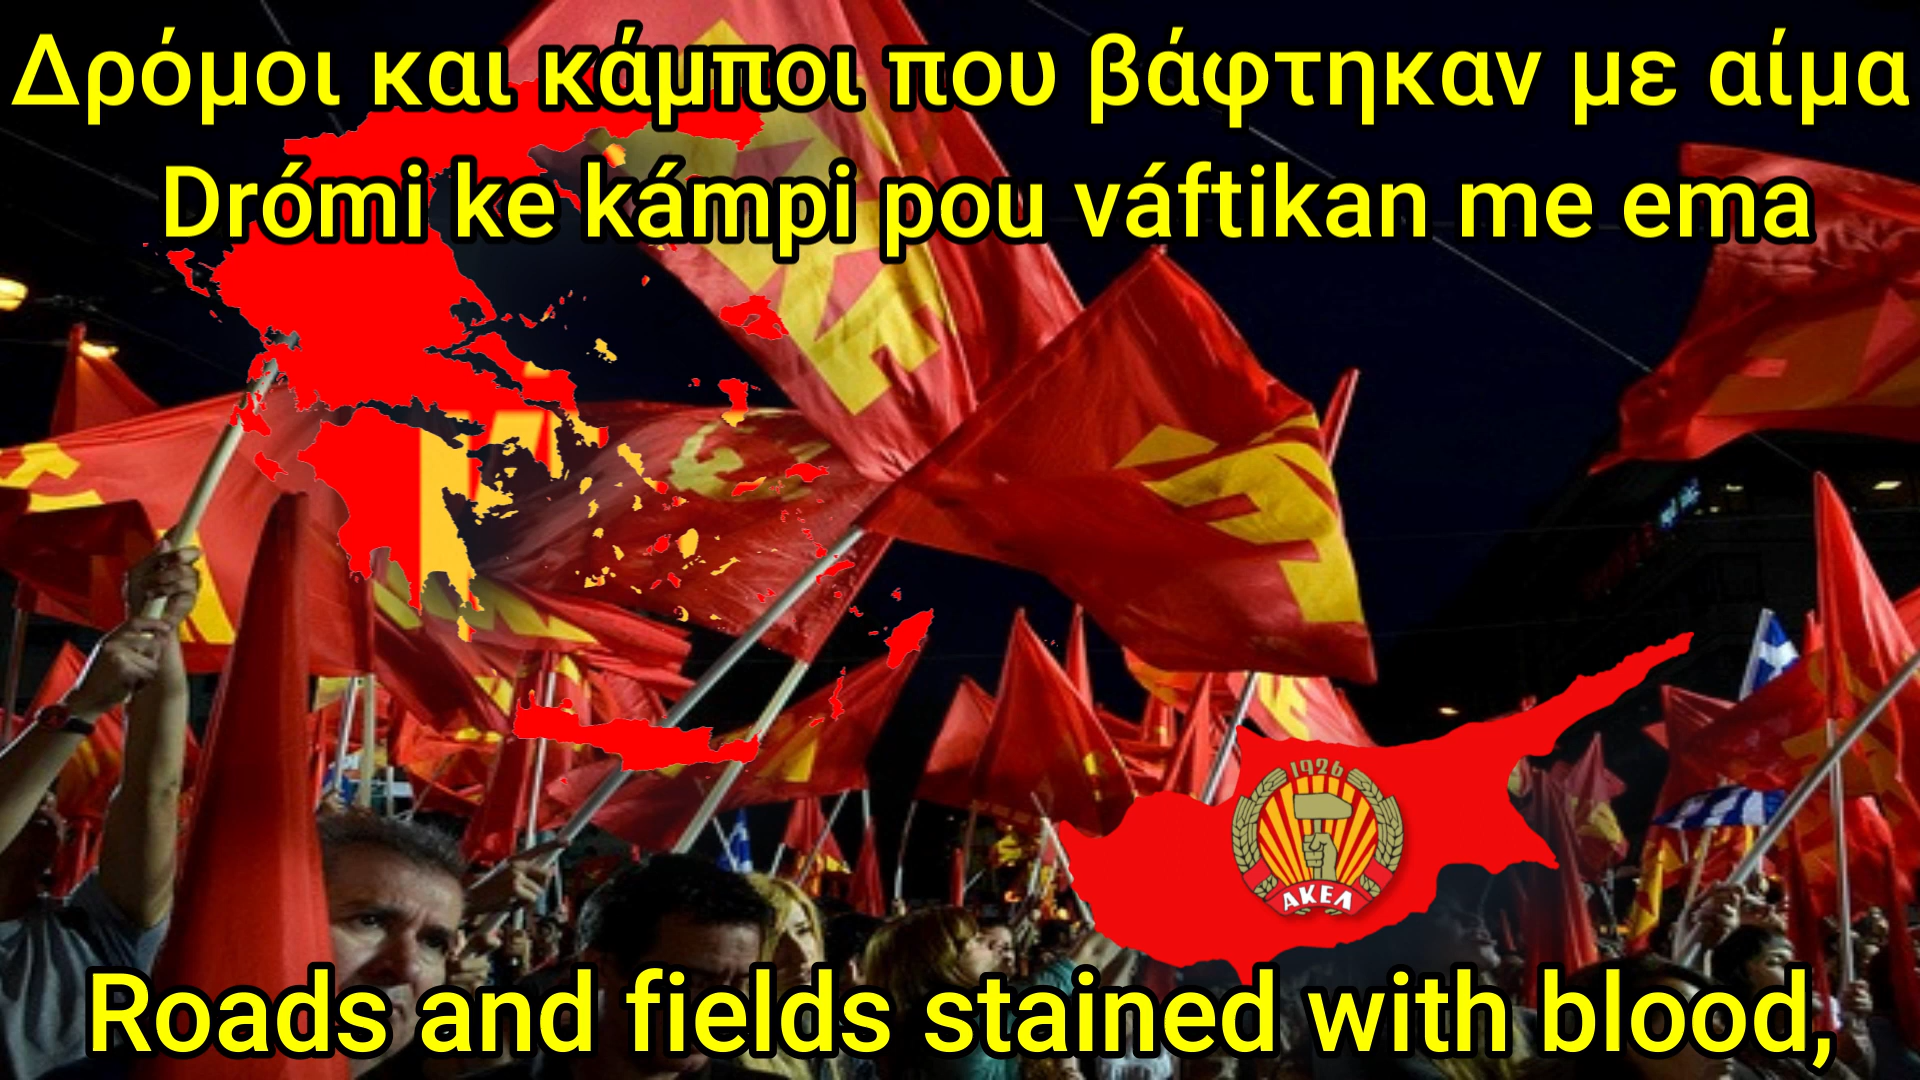 Δρόμοι και κάμποι που βάφτηκαν με αίμα
Drómi ke kámpi pou váftikan me ema
1926
ΑΚΕΛ
Roads and fields stained with blood,